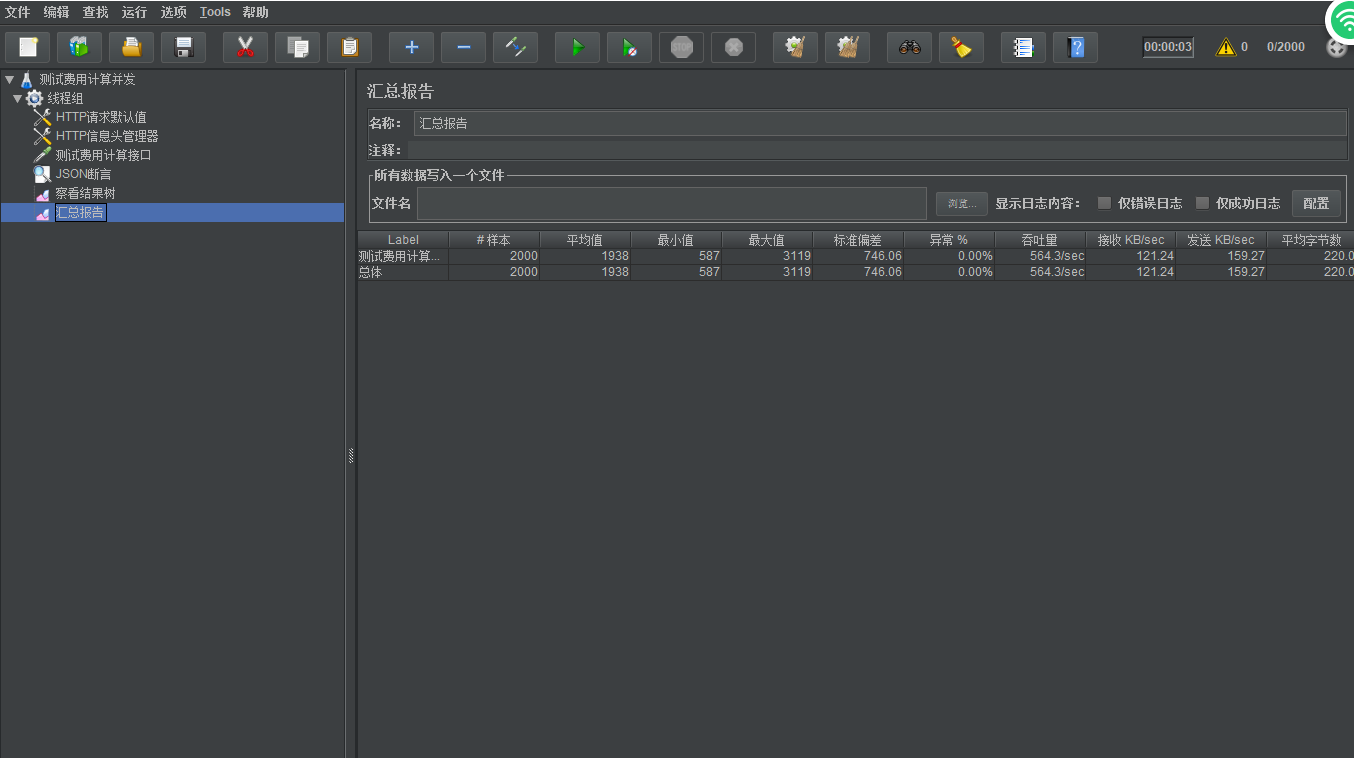 文件 编辑 查找 运行 选项 Tools 帮助
STOP 00:00:03 0 0/2000
测试费用计算并发
线程组
HTTP请求默认值
HTTP信息头管理器
测试费用计算接口
JSON断言
察看结果树
汇总报告
汇总报告
名称： 汇总报告
注释：
所有数据写入一个文件
文件名 浏览... 显示日志内容： 仅错误日志 仅成功日志 配置
Label # 样本 平均值 最小值 最大值 标准偏差 异常 % 吞吐量 接收 KB/sec 发送 KB/sec 平均字节数
测试费用计算... 2000 1938 587 3119 746.06 0.00% 564.3/sec 121.24 159.27 220.0
总体 2000 1938 587 3119 746.06 0.00% 564.3/sec 121.24 159.27 220.0